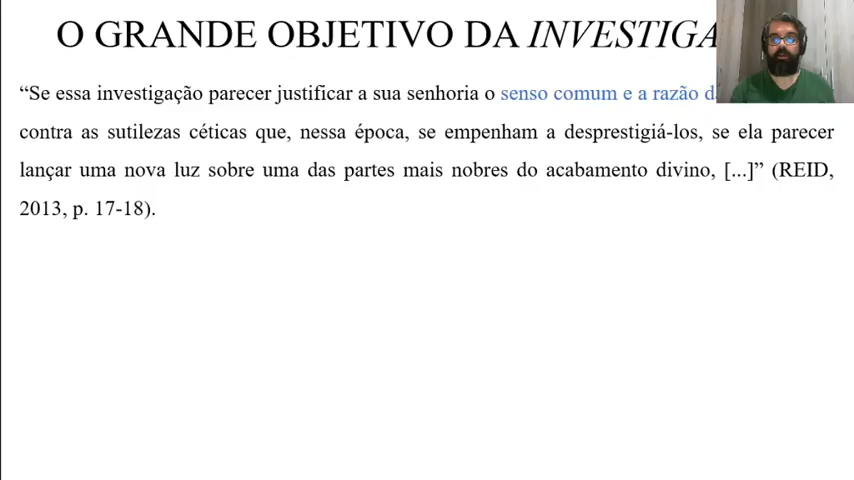 O GRANDE OBJETIVO DA
“Se essa investigação parecer justificar a sua senhoria o senso comum e a razão
contra as sutilezas céticas que, nessa época, se empenham a desprestigiá-los, se ela parecer
lançar uma nova luz sobre uma das partes mais nobres do acabamento divino, [...]” (REID,
2013, p. 17-18).